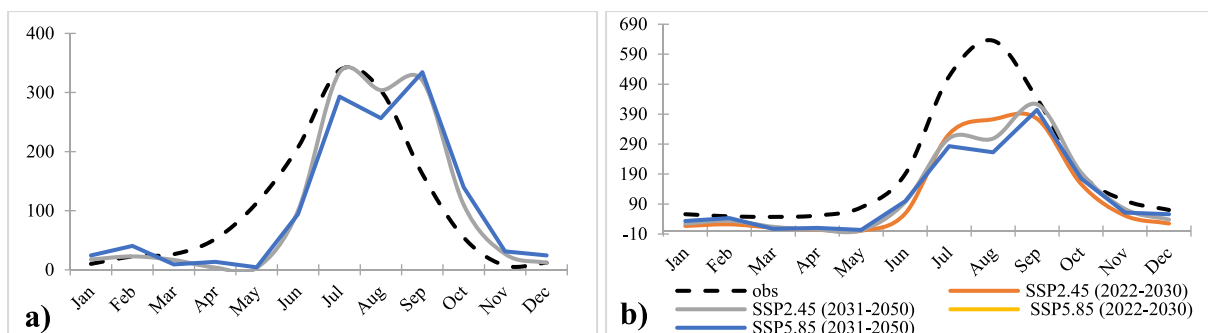 400
300
200
100
0
Jan Feb Mar Apr May Jun Jul Aug Sep Oct Nov Dec
a)
690
590
490
390
290
190
90
-10
Jan Feb Mar Apr May Jun Jul Aug Sep Oct Nov Dec
b)
obs SSP2.45 (2022-2030)
SSP2.45 (2031-2050) SSP5.85 (2022-2030)
SSP5.85 (2031-2050)